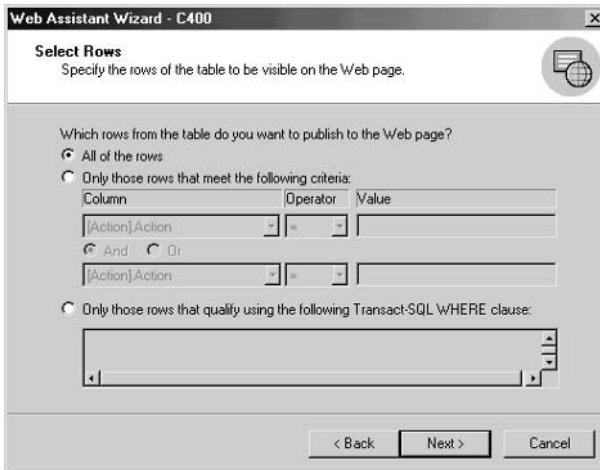 Web Assistant Wizard - C400
Select Rows
Specify the rows of the table to be visible on the Web page.
Which rows from the table do you want to publish to the Web page?
All of the rows
Only those rows that meet the following criteria:
Column Operator Value
[Action].Action =
And Or
[Action].Action =
Only those rows that qualify using the following Transact-SQL WHERE clause:
< Back Next > Cancel